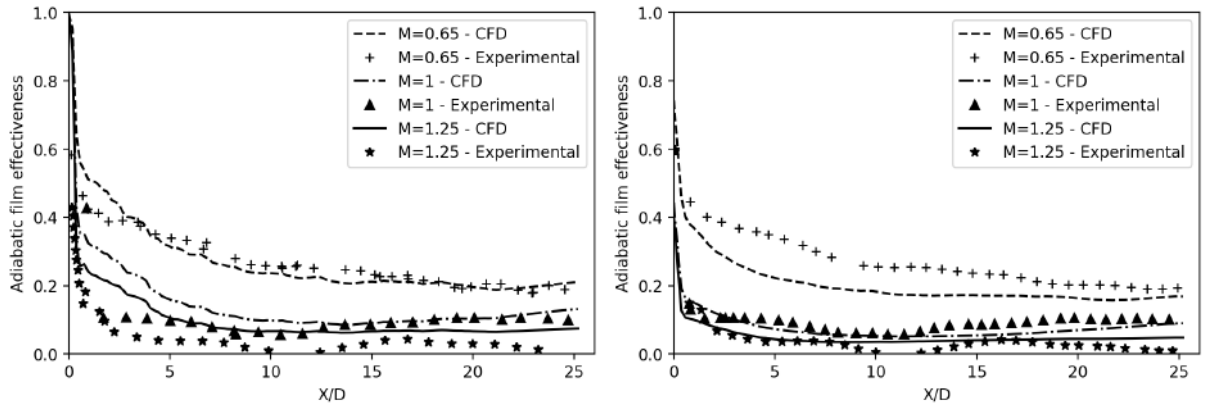 1.0
0.8
0.6
0.4
0.2
0.0
Adiabatic film effectiveness
0
5
10
15
20
25
X/D
M=0.65 - CFD
M=0.65 - Experimental
M=1 - CFD
M=1 - Experimental
M=1.25 - CFD
M=1.25 - Experimental
1.0
0.8
0.6
0.4
0.2
0.0
Adiabatic film effectiveness
0
5
10
15
20
25
X/D
M=0.65 - CFD
M=0.65 - Experimental
M=1 - CFD
M=1 - Experimental
M=1.25 - CFD
M=1.25 - Experimental